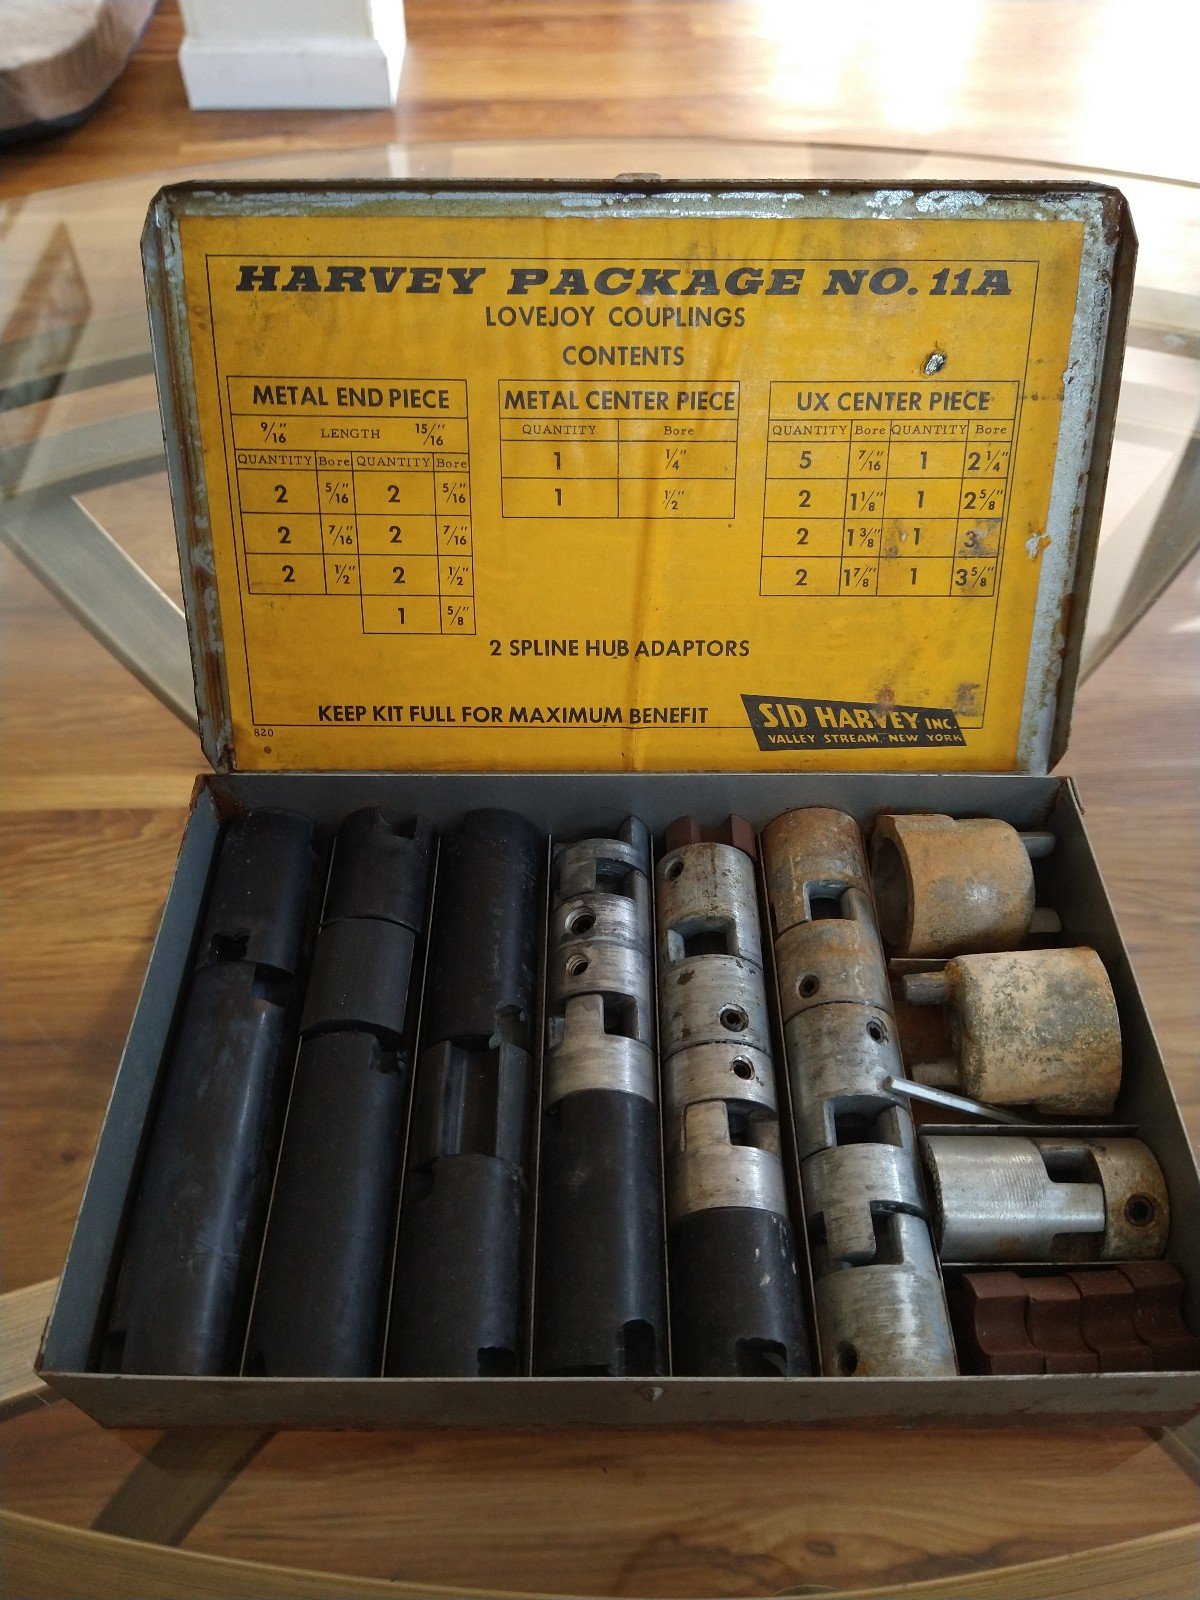 HARVEY PACKAGE NO. 11A
LOVEJOY COUPLINGS
CONTENTS
METAL END PIECE
9/16" LENGTH 15/16"
QUANTITY Bore QUANTITY Bore
2 5/16" 2 5/16"
2 7/16" 2 7/16"
2 1/2" 2 1/2"
1 5/8"
METAL CENTER PIECE
QUANTITY Bore
1 1/4"
1 1/2"
UX CENTER PIECE
QUANTITY Bore QUANTITY Bore
5 7/16" 1 2 1/4"
2 1 1/8" 1 2 5/8"
2 1 3/8" 1 3
2 1 7/8" 1 3 5/8"
2 SPLINE HUB ADAPTORS
KEEP KIT FULL FOR MAXIMUM BENEFIT
SID HARVEY INC.
VALLEY STREAM, NEW YORK
820